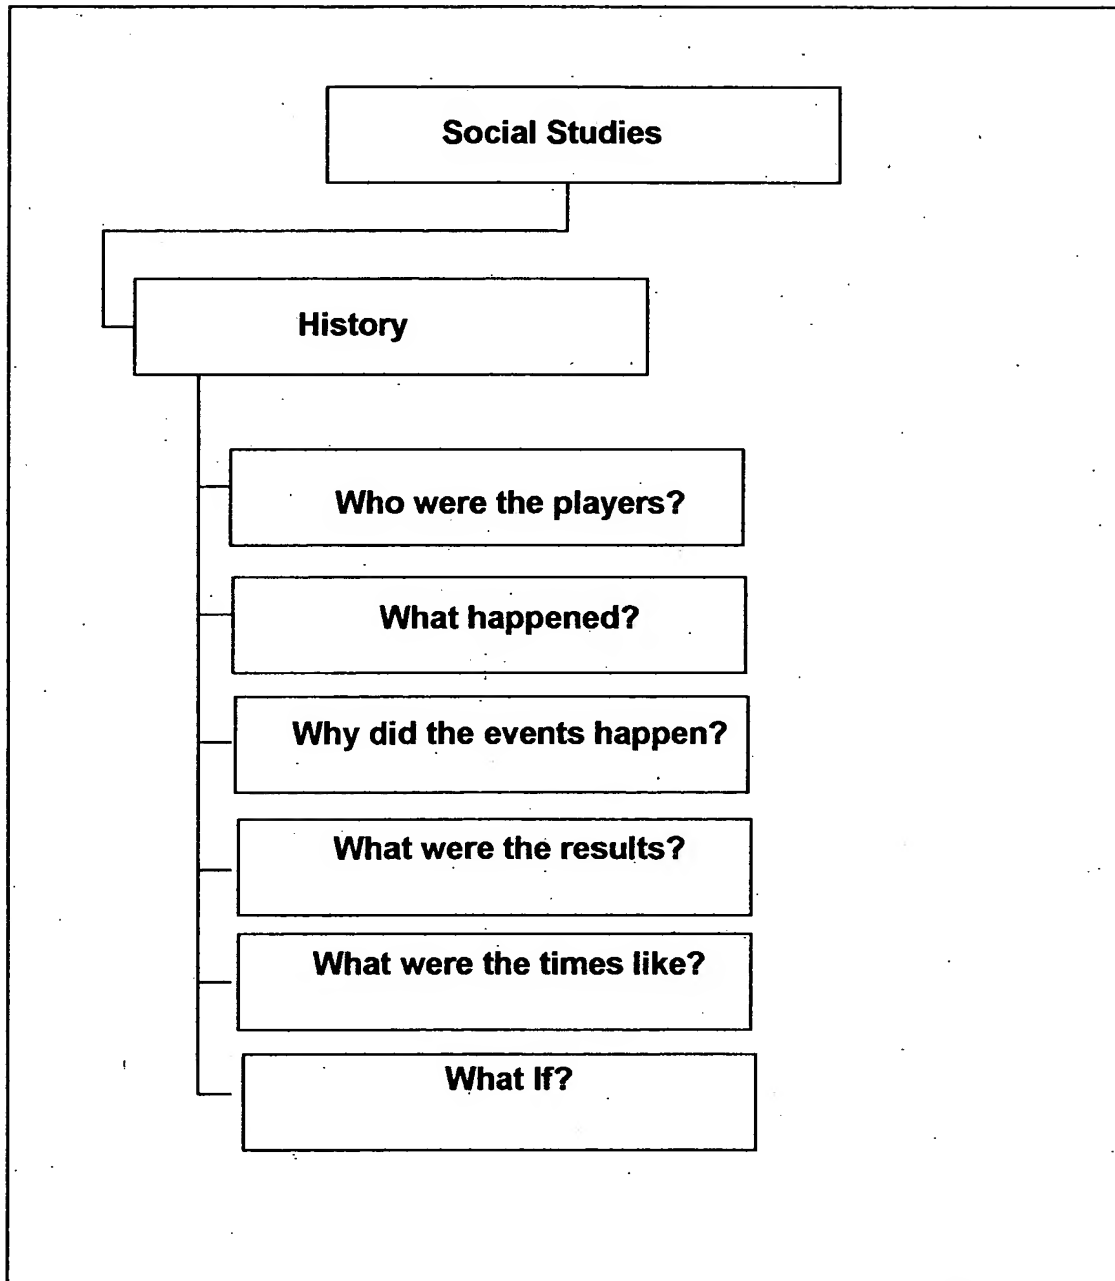 Social Studies
History
Who were the players?
What happened?
Why did the events happen?
What were the results?
What were the times like?
What If?